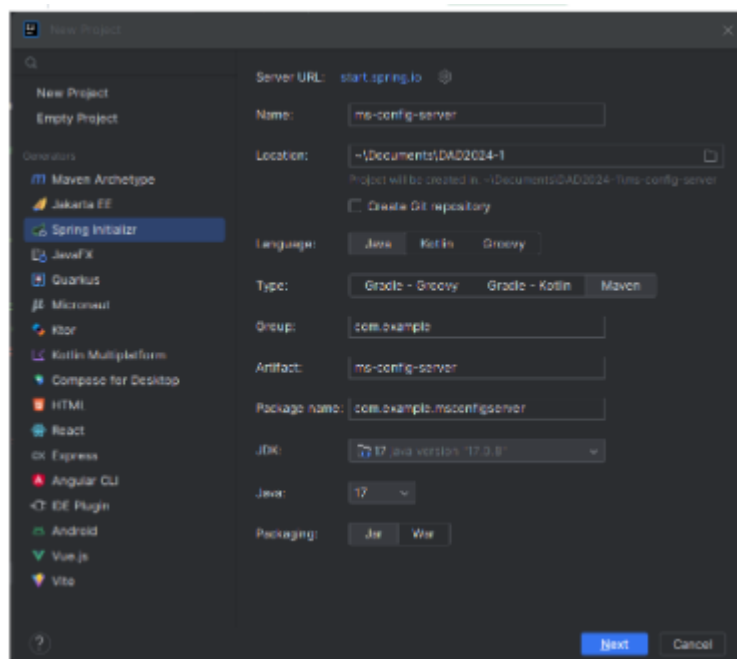 New Project
New Project
Empty Project
Generators
Maven Archetype
Jakarta EE
Spring Initializr
JavaFX
Quarkus
Micronaut
Ktor
Kotlin Multiplatform
Compose for Desktop
HTML
React
ex Express
Angular CLI
IDE Plugin
Android
Vue.js
Vite
Server URL: start.spring.io
Name: ms-config-server
Location: ~\Documents\DAD2024-1
Project will be created in: ~\Documents\DAD2024-1\ms-config-server
Create Git repository
Language: Java Kotlin Groovy
Type: Gradle - Groovy Gradle - Kotlin Maven
Group: com.example
Artifact: ms-config-server
Package name: com.example.msconfigserver
JDK: 17 java version "17.0.8"
Java: 17
Packaging: Jar War
? Next Cancel